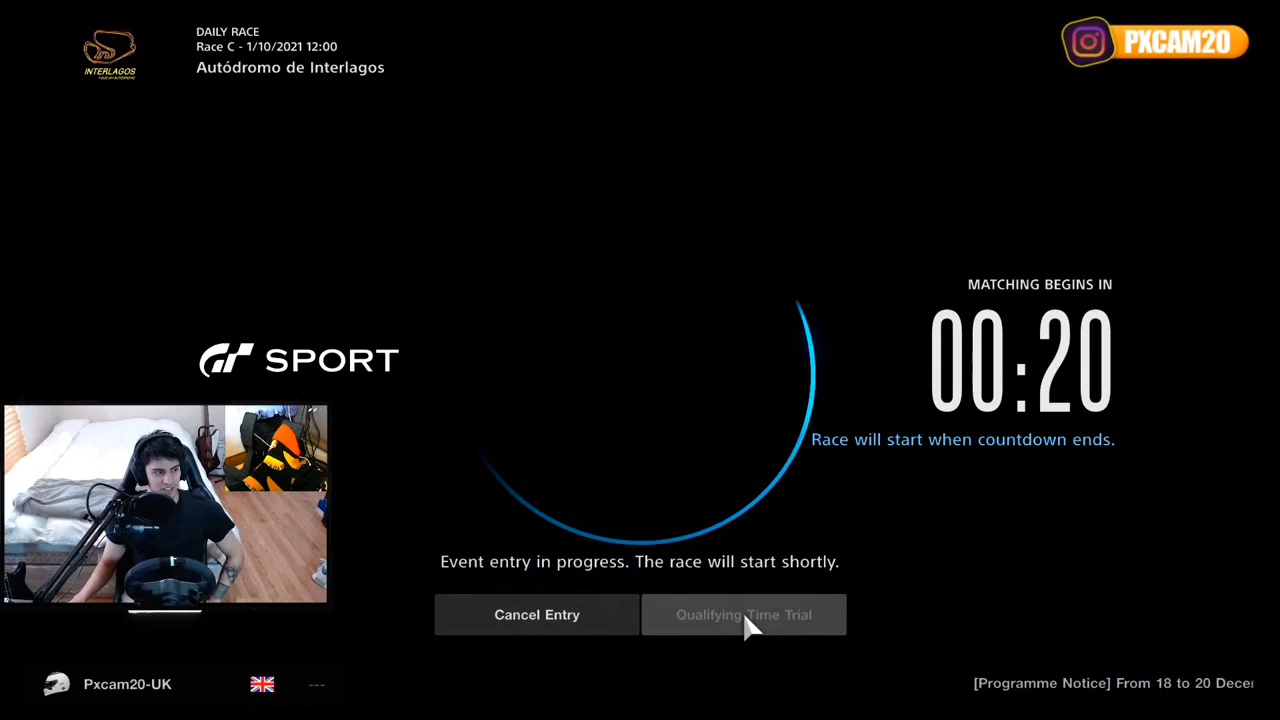 DAILY RACE
Race C - 1/10/2021 12:00
Autódromo de Interlagos
INTERLAGOS
PXCAM20
MATCHING BEGINS IN
00:20
Race will start when countdown ends.
GT SPORT
Event entry in progress. The race will start shortly.
Cancel Entry
Qualifying Time Trial
Pxcam20-UK
---
[Programme Notice] From 18 to 20 Decem